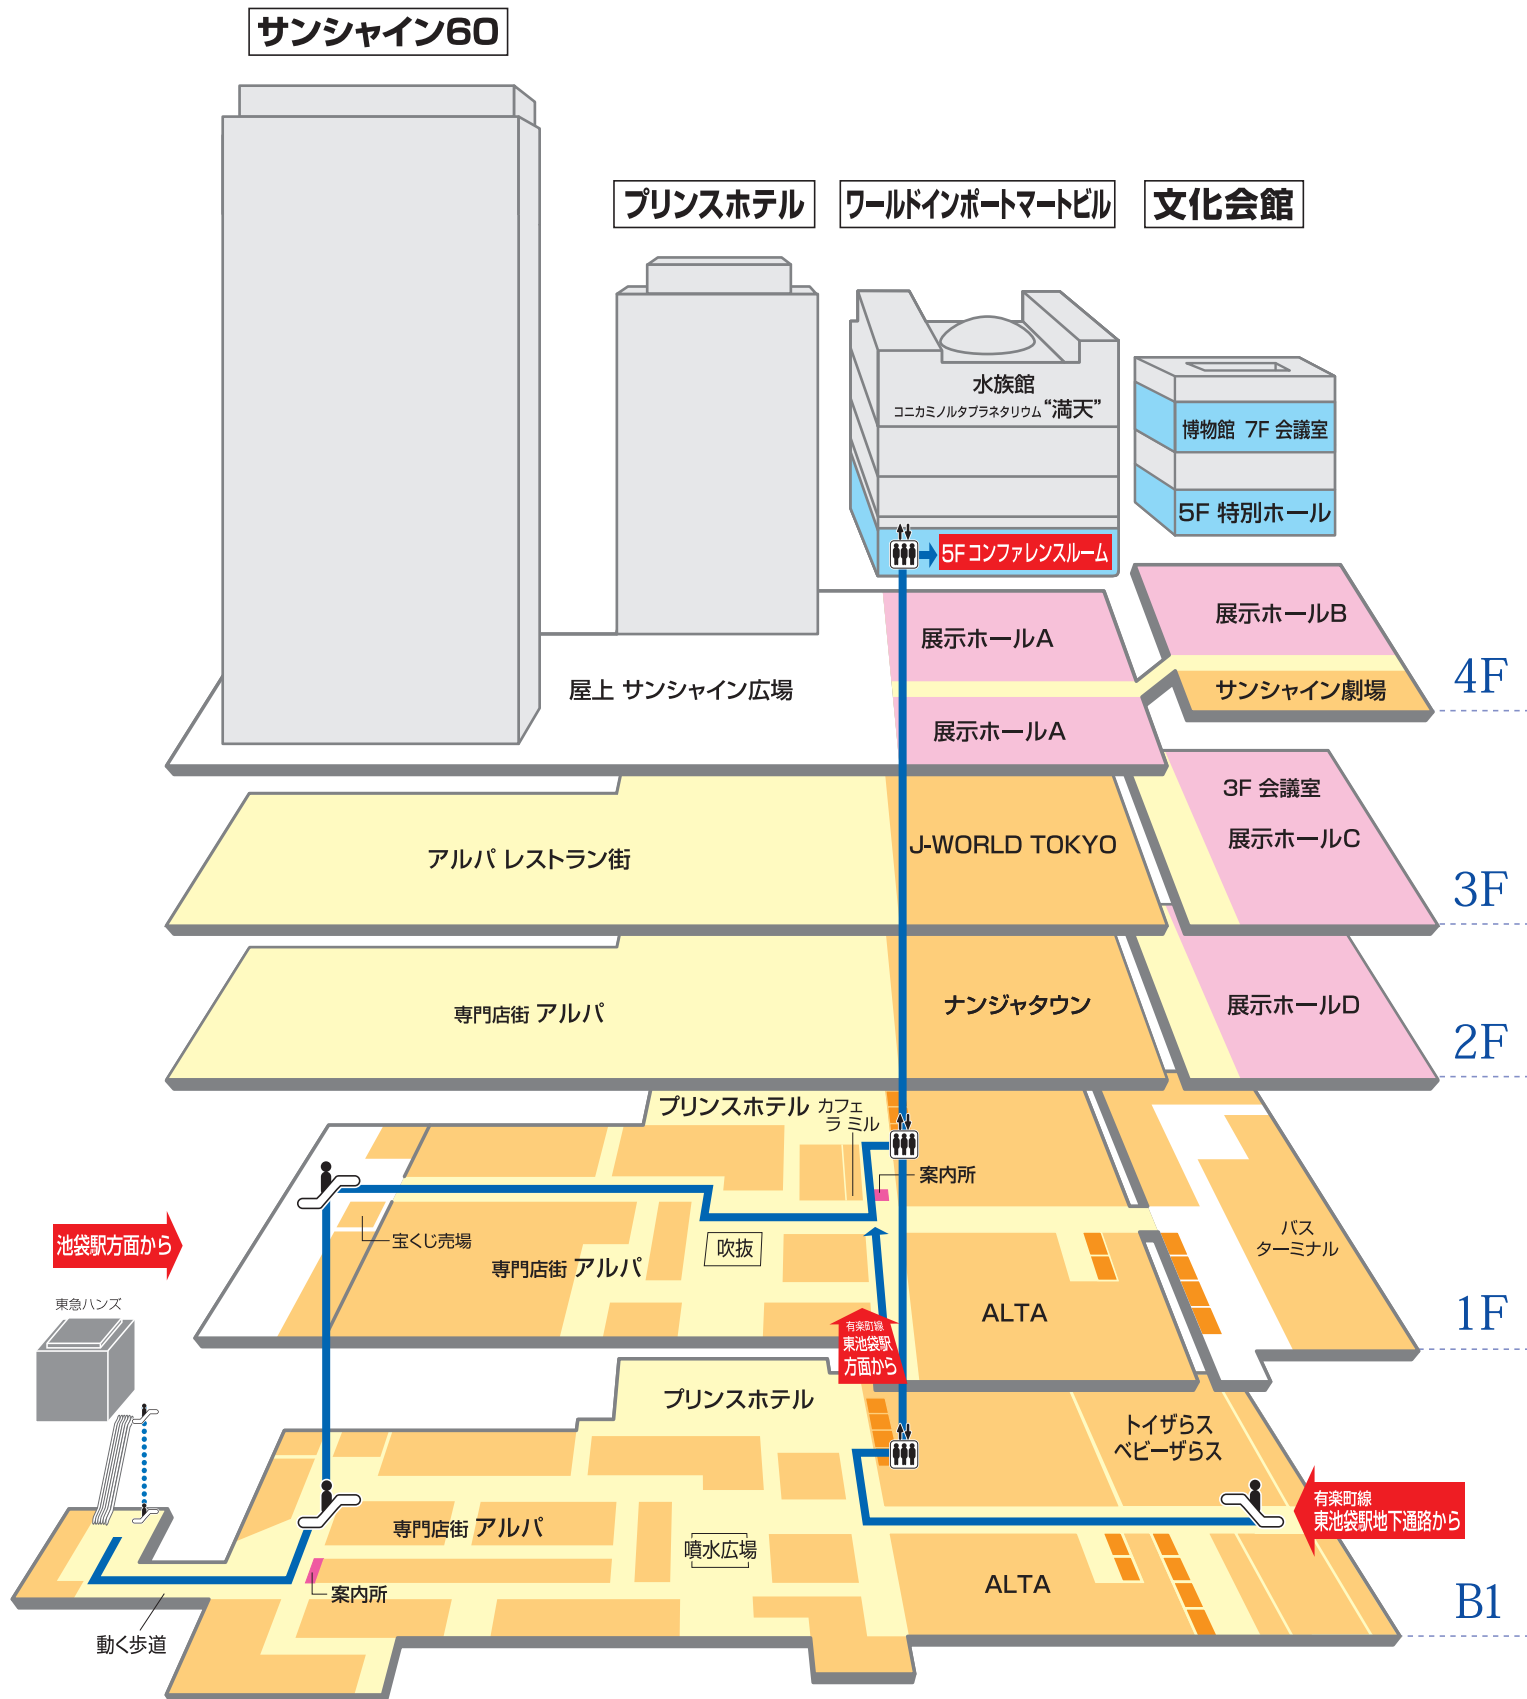 サンシャイン60
プリンスホテル
ワールドインポートマートビル
文化会館
水族館
コニカミノルタプラネタリウム “満天”
博物館 7F 会議室
5F 特別ホール
5F コンファレンスルーム
展示ホールA
展示ホールB
屋上 サンシャイン広場
サンシャイン劇場
4F
展示ホールA
3F 会議室
アルパ レストラン街
J-WORLD TOKYO
展示ホールC
3F
専門店街 アルパ
ナンジャタウン
展示ホールD
2F
プリンスホテル
カフェ
ラ ミル
案内所
池袋駅方面から
宝くじ売場
吹抜
バス
ターミナル
専門店街 アルパ
東急ハンズ
ALTA
1F
有楽町線
東池袋駅
方面から
プリンスホテル
トイザらス
ベビーザらス
有楽町線
東池袋駅地下通路から
専門店街 アルパ
噴水広場
案内所
ALTA
B1
動く歩道